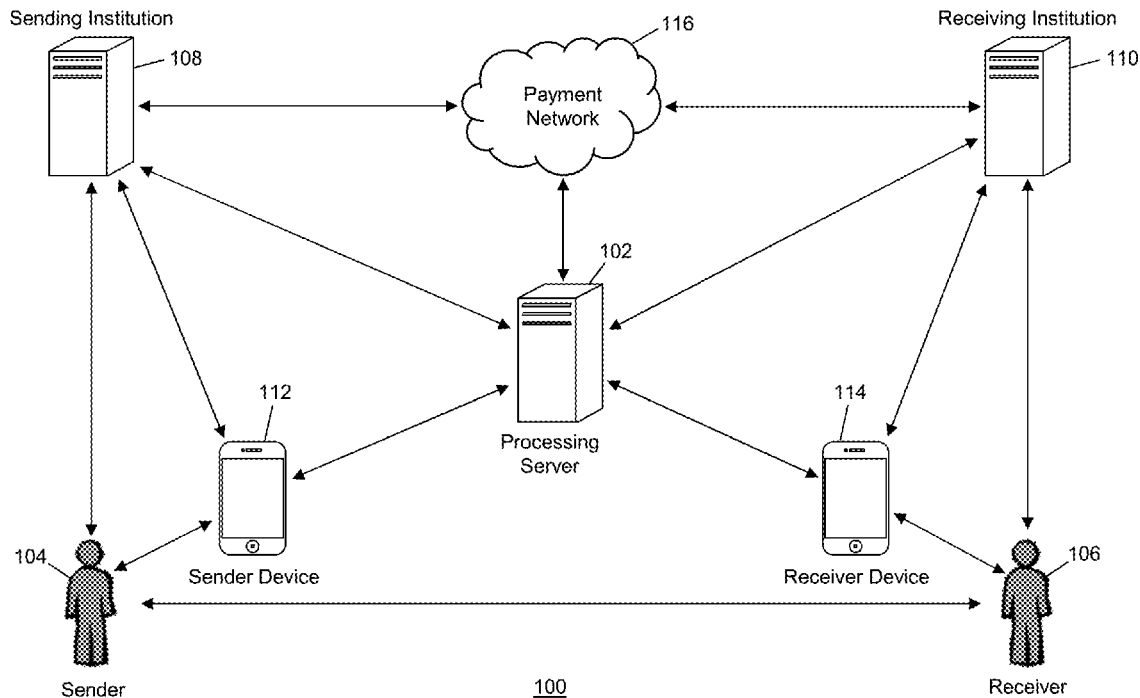 Sending Institution
116
Receiving Institution
108
110
Payment
Network
102
112
114
Processing
Server
104
106
Sender Device
Receiver Device
Sender
100
Receiver